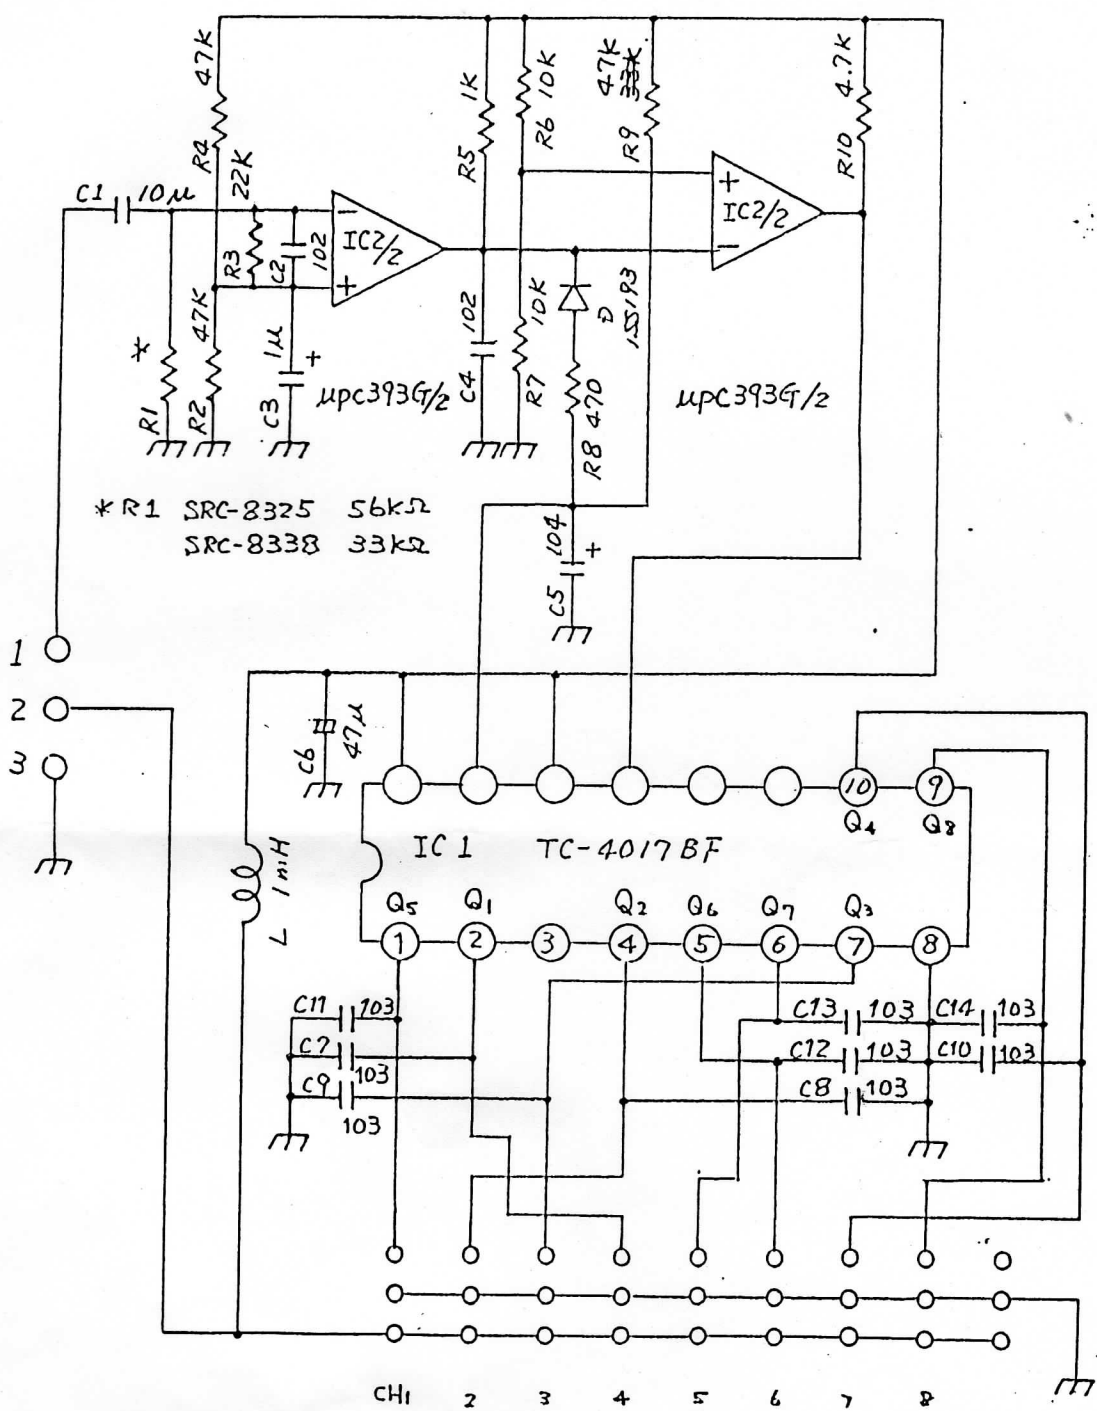 47K
R4
1K
R5
R6 10K
47K
33K
R9
4.7K
R10
C1 10μ
22K
R3
C2 102
IC2/2
-
+
IC2/2
+
-
*
R1
47K
R2
1μ
+
C3
μpc393G/2
102
C4
10K
R7
D
1SS193
R8 470
μpc393G/2
*R1 SRC-8325 56KΩ
SRC-8338 33KΩ
104
+
C5
1
2
3
C6 47μ
L 1mH
10
9
Q4
Q8
IC1 TC-4017BF
Q5
Q1
Q2
Q6
Q7
Q3
1
2
3
4
5
6
7
8
C11 103
C7 103
C9 103
C13 103
C14 103
C12 103
C10 103
C8 103
CH1 2 3 4 5 6 7 8